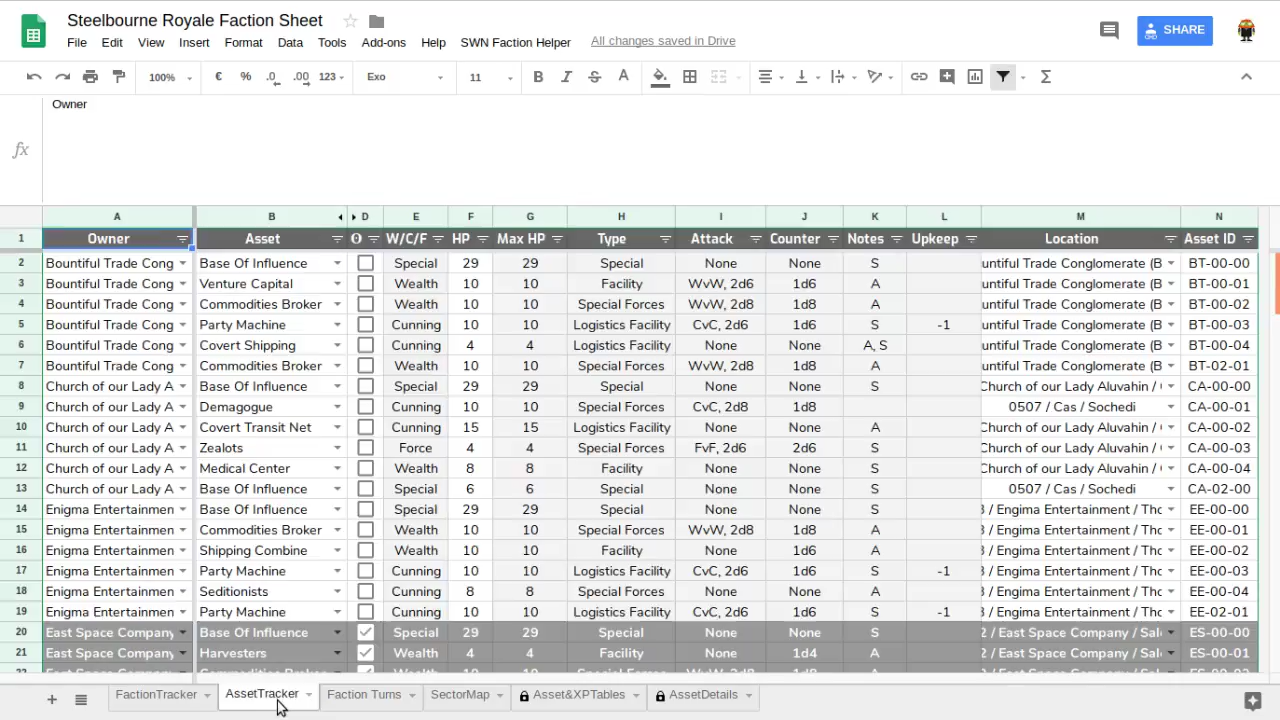 Steelbourne Royale Faction Sheet
File Edit View Insert Format Data Tools Add-ons Help SWN Faction Helper All changes saved in Drive
SHARE
100% € % .0 .00 123 Exo 11 B I S A Σ
Owner
fx
A B D E F G H I J K L M N
1 Owner Asset W/C/F HP Max HP Type Attack Counter Notes Upkeep Location Asset ID
2 Bountiful Trade Cong Base Of Influence Special 29 29 Special None None S untiful Trade Conglomerate (B BT-00-00
3 Bountiful Trade Cong Venture Capital Wealth 10 10 Facility WvW, 2d6 1d6 A untiful Trade Conglomerate (B BT-00-01
4 Bountiful Trade Cong Commodities Broker Wealth 10 10 Special Forces WvW, 2d8 1d8 A untiful Trade Conglomerate (B BT-00-02
5 Bountiful Trade Cong Party Machine Cunning 10 10 Logistics Facility CvC, 2d6 1d6 S -1 untiful Trade Conglomerate (B BT-00-03
6 Bountiful Trade Cong Covert Shipping Cunning 4 4 Logistics Facility None None A, S untiful Trade Conglomerate (B BT-00-04
7 Bountiful Trade Cong Commodities Broker Wealth 10 10 Special Forces WvW, 2d8 1d8 A untiful Trade Conglomerate (B BT-02-01
8 Church of our Lady A Base Of Influence Special 29 29 Special None None S Church of our Lady Aluvahin / CA-00-00
9 Church of our Lady A Demagogue Cunning 10 10 Special Forces CvC, 2d8 1d8 0507 / Cas / Sochedi CA-00-01
10 Church of our Lady A Covert Transit Net Cunning 15 15 Logistics Facility None None A Church of our Lady Aluvahin / CA-00-02
11 Church of our Lady A Zealots Force 4 4 Special Forces FvF, 2d6 2d6 S Church of our Lady Aluvahin / CA-00-03
12 Church of our Lady A Medical Center Wealth 8 8 Facility None None S Church of our Lady Aluvahin / CA-00-04
13 Church of our Lady A Base Of Influence Special 6 6 Special None None S 0507 / Cas / Sochedi CA-02-00
14 Enigma Entertainmen Base Of Influence Special 29 29 Special None None S / Engima Entertainment / Tho EE-00-00
15 Enigma Entertainmen Commodities Broker Wealth 10 10 Special Forces WvW, 2d8 1d8 A / Engima Entertainment / Tho EE-00-01
16 Enigma Entertainmen Shipping Combine Wealth 10 10 Facility None 1d6 A / Engima Entertainment / Tho EE-00-02
17 Enigma Entertainmen Party Machine Cunning 10 10 Logistics Facility CvC, 2d6 1d6 S -1 / Engima Entertainment / Tho EE-00-03
18 Enigma Entertainmen Seditionists Cunning 8 8 Special Forces None None A / Engima Entertainment / Tho EE-00-04
19 Enigma Entertainmen Party Machine Cunning 10 10 Logistics Facility CvC, 2d6 1d6 S -1 / Engima Entertainment / Tho EE-02-01
20 East Space Company Base Of Influence Special 29 29 Special None None S 2 / East Space Company / Sal ES-00-00
21 East Space Company Harvesters Wealth 4 4 Facility None 1d4 A 2 / East Space Company / Sal ES-00-01
FactionTracker AssetTracker Faction Turns SectorMap Asset&XPTables AssetDetails